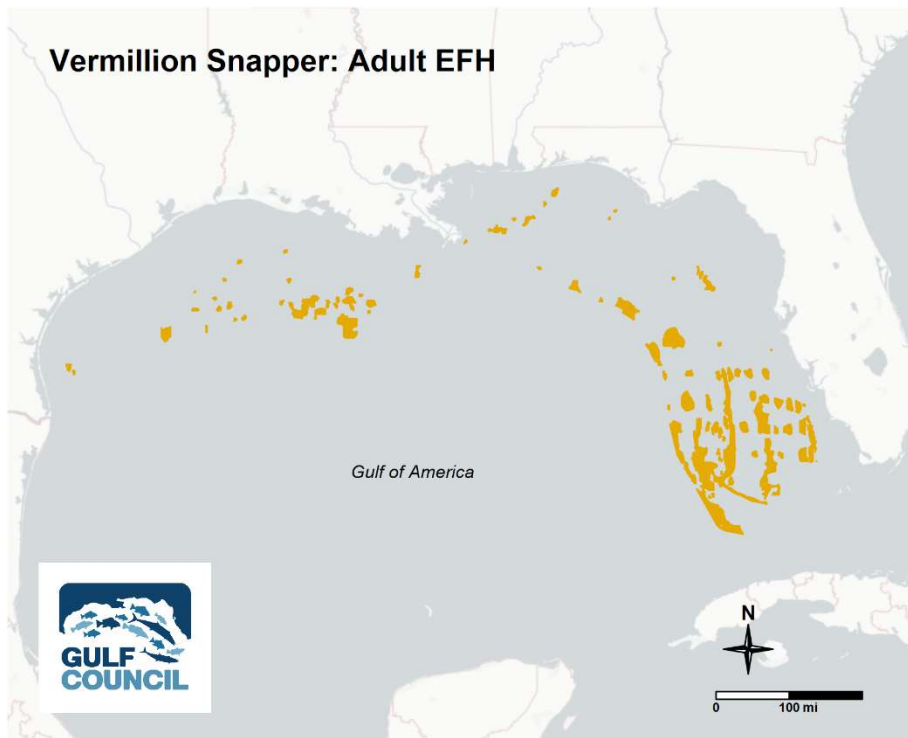 Vermillion Snapper: Adult EFH
Gulf of America
GULF
COUNCIL
N
0 100 mi